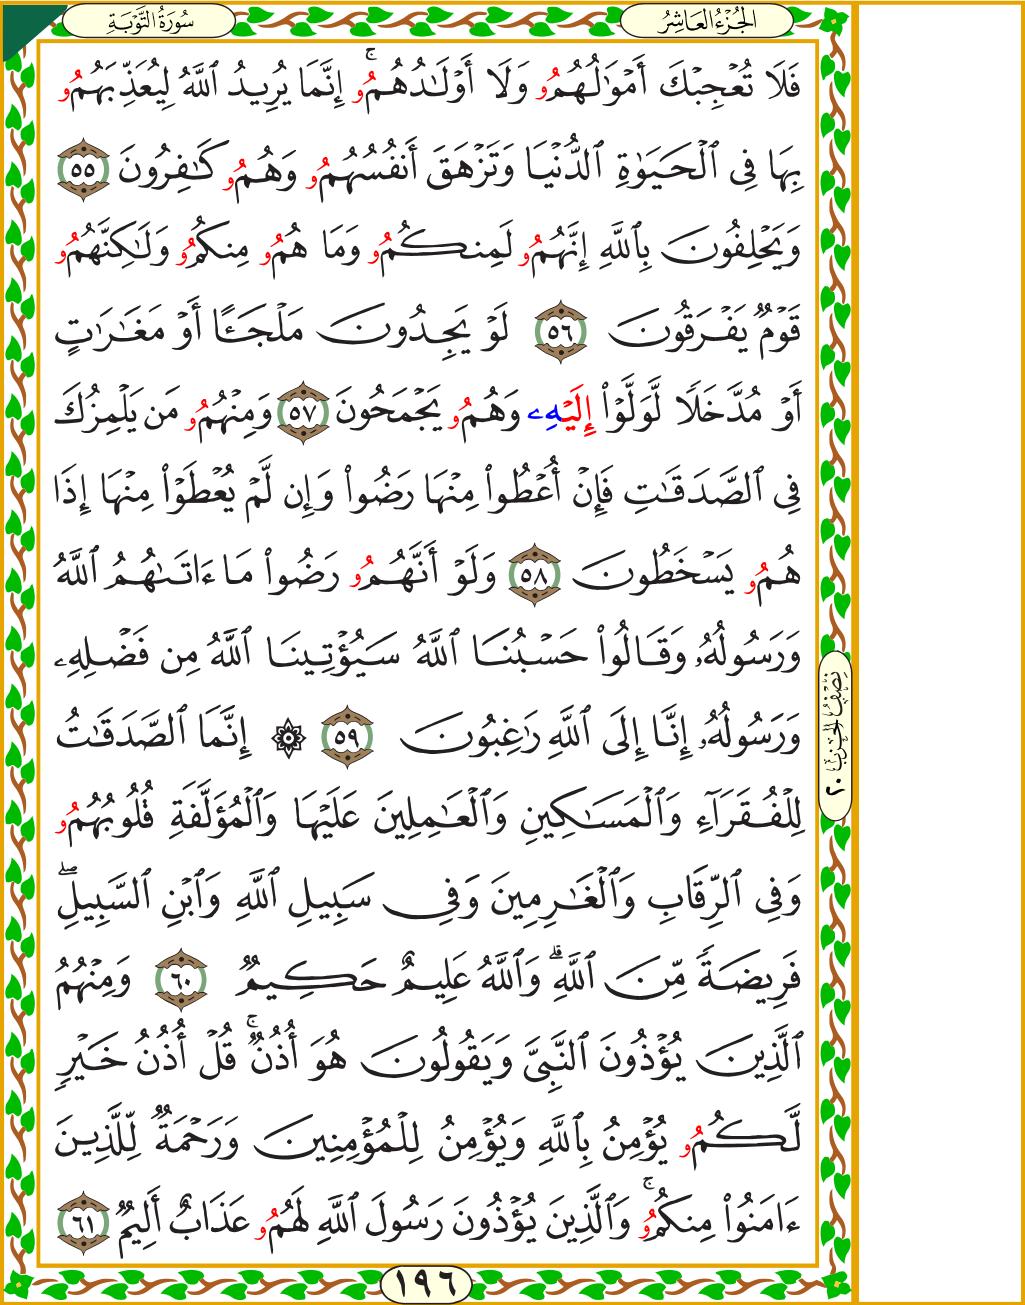 سُورَةُ التَّوْبَةِ
الجُزْءُ العَاشِرُ
فَلَا تُعْجِبْكَ أَمْوَٰلُهُمُۥ وَلَا أَوْلَٰدُهُمُۥۚ إِنَّمَا يُرِيدُ ٱللَّهُ لِيُعَذِّبَهُمُۥ
بِهَا فِى ٱلْحَيَوٰةِ ٱلدُّنْيَا وَتَزْهَقَ أَنفُسُهُمُۥ وَهُمُۥ كَٰفِرُونَ ٥٥
وَيَحْلِفُونَ بِٱللَّهِ إِنَّهُمُۥ لَمِنكُمُۥ وَمَا هُمُۥ مِنكُمُۥ وَلَٰكِنَّهُمُۥ
قَوْمٌ يَفْرَقُونَ ٥٦ لَوْ يَجِدُونَ مَلْجَـًٔا أَوْ مَغَٰرَٰتٍ
أَوْ مُدَّخَلًا لَّوَلَّوْا۟ إِلَيْهِۦ وَهُمُۥ يَجْمَحُونَ ٥٧ وَمِنْهُمُۥ مَن يَلْمِزُكَ
فِى ٱلصَّدَقَٰتِ فَإِنْ أُعْطُوا۟ مِنْهَا رَضُوا۟ وَإِن لَّمْ يُعْطَوْا۟ مِنْهَا إِذَا
هُمُۥ يَسْخَطُونَ ٥٨ وَلَوْ أَنَّهُمُۥ رَضُوا۟ مَا ءَاتَىٰهُمُ ٱللَّهُ
وَرَسُولُهُۥ وَقَالُوا۟ حَسْبُنَا ٱللَّهُ سَيُؤْتِينَا ٱللَّهُ مِن فَضْلِهِۦ
وَرَسُولُهُۥ إِنَّا إِلَى ٱللَّهِ رَٰغِبُونَ ٥٩ ۞ إِنَّمَا ٱلصَّدَقَٰتُ
لِلْفُقَرَآءِ وَٱلْمَسَٰكِينِ وَٱلْعَٰمِلِينَ عَلَيْهَا وَٱلْمُؤَلَّفَةِ قُلُوبُهُمُۥ
وَفِى ٱلرِّقَابِ وَٱلْغَٰرِمِينَ وَفِى سَبِيلِ ٱللَّهِ وَٱبْنِ ٱلسَّبِيلِۖ
فَرِيضَةً مِّنَ ٱللَّهِۗ وَٱللَّهُ عَلِيمٌ حَكِيمٌ ٦٠ وَمِنْهُمُ
ٱلَّذِينَ يُؤْذُونَ ٱلنَّبِىَّ وَيَقُولُونَ هُوَ أُذُنٌۚ قُلْ أُذُنُ خَيْرٍ
لَّكُمُۥ يُؤْمِنُ بِٱللَّهِ وَيُؤْمِنُ لِلْمُؤْمِنِينَ وَرَحْمَةٌ لِّلَّذِينَ
ءَامَنُوا۟ مِنكُمُۥۚ وَٱلَّذِينَ يُؤْذُونَ رَسُولَ ٱللَّهِ لَهُمُۥ عَذَابٌ أَلِيمٌ ٦١
نِصْفُ الحِزْبِ ٢٠
١٩٦